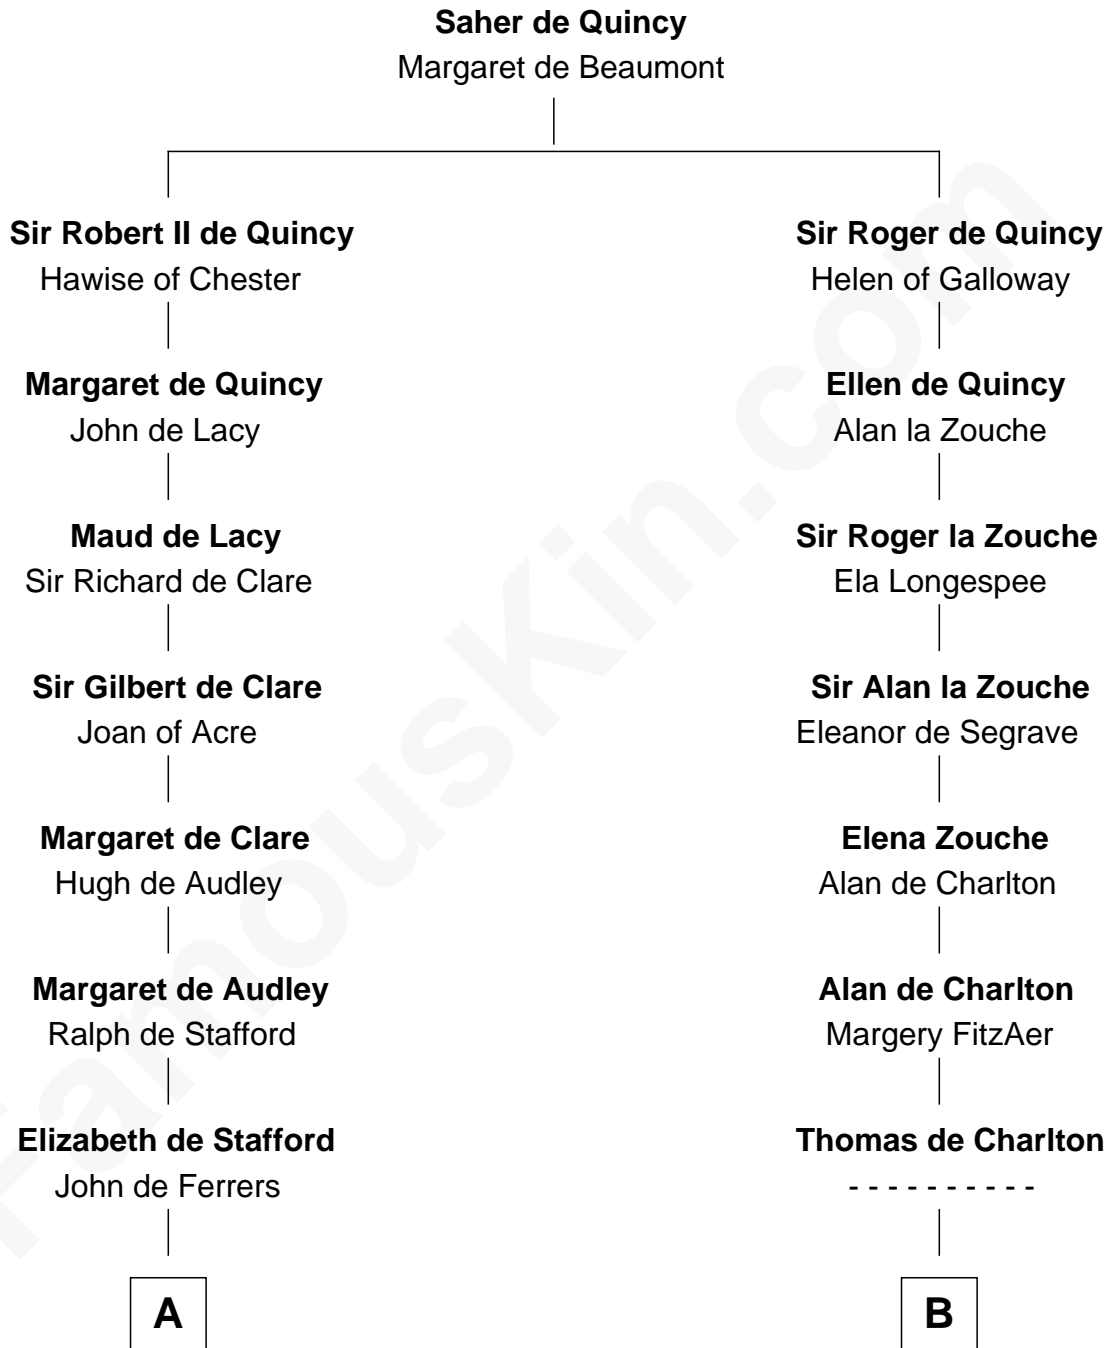 Saher de Quincy
Margaret de Beaumont
Sir Robert II de Quincy
Hawise of Chester
Sir Roger de Quincy
Helen of Galloway
Margaret de Quincy
John de Lacy
Ellen de Quincy
Alan la Zouche
Maud de Lacy
Sir Richard de Clare
Sir Roger la Zouche
Ela Longespee
Sir Gilbert de Clare
Joan of Acre
Sir Alan la Zouche
Eleanor de Segrave
Margaret de Clare
Hugh de Audley
Elena Zouche
Alan de Charlton
Margaret de Audley
Ralph de Stafford
Alan de Charlton
Margery FitzAer
Elizabeth de Stafford
John de Ferrers
Thomas de Charlton
- - - - - - - - - -
A
B
FamousKin.com